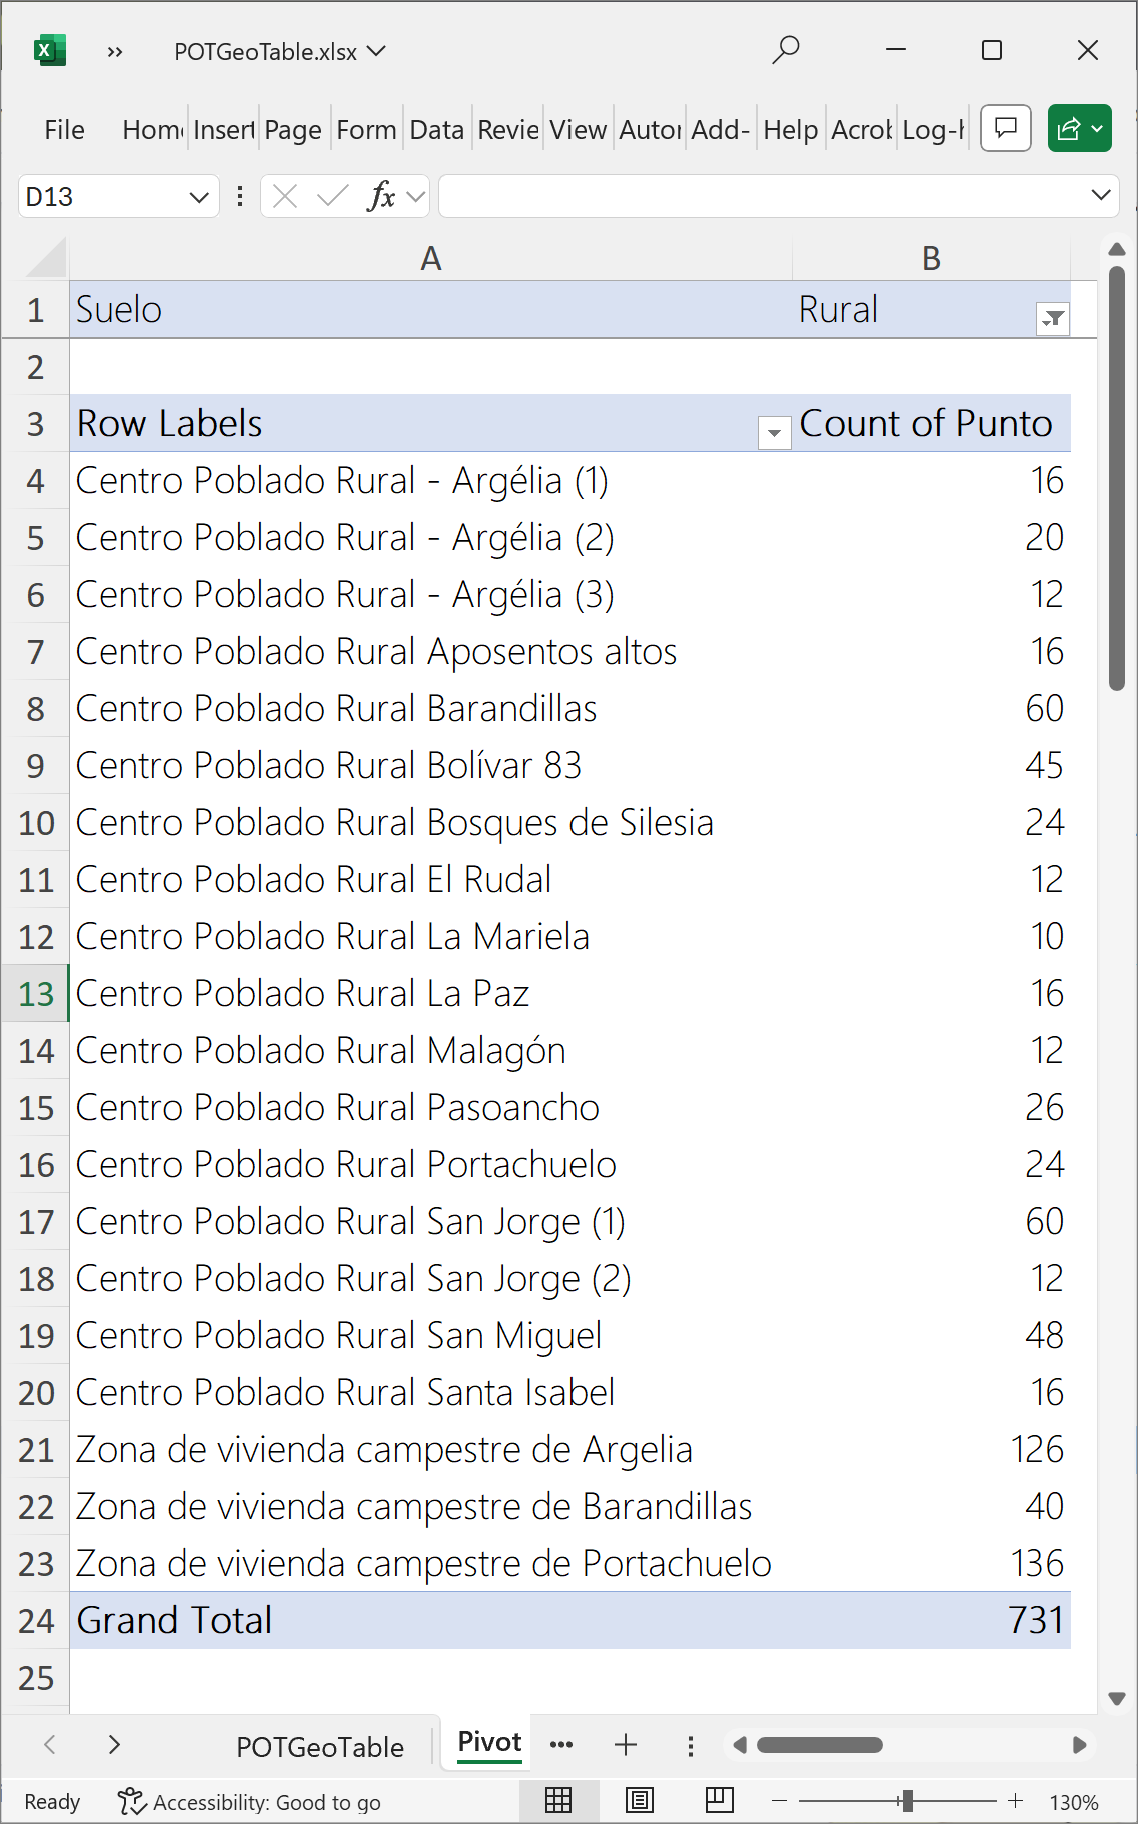 POTGeoTable.xlsx
File Home Insert Page Form Data Revie View Autor Add- Help Acrob Log-h
D13 fx
A B
1 Suelo Rural
2
3 Row Labels Count of Punto
4 Centro Poblado Rural - Argélia (1) 16
5 Centro Poblado Rural - Argélia (2) 20
6 Centro Poblado Rural - Argélia (3) 12
7 Centro Poblado Rural Aposentos altos 16
8 Centro Poblado Rural Barandillas 60
9 Centro Poblado Rural Bolívar 83 45
10 Centro Poblado Rural Bosques de Silesia 24
11 Centro Poblado Rural El Rudal 12
12 Centro Poblado Rural La Mariela 10
13 Centro Poblado Rural La Paz 16
14 Centro Poblado Rural Malagón 12
15 Centro Poblado Rural Pasoancho 26
16 Centro Poblado Rural Portachuelo 24
17 Centro Poblado Rural San Jorge (1) 60
18 Centro Poblado Rural San Jorge (2) 12
19 Centro Poblado Rural San Miguel 48
20 Centro Poblado Rural Santa Isabel 16
21 Zona de vivienda campestre de Argelia 126
22 Zona de vivienda campestre de Barandillas 40
23 Zona de vivienda campestre de Portachuelo 136
24 Grand Total 731
25
POTGeoTable Pivot
Ready Accessibility: Good to go 130%